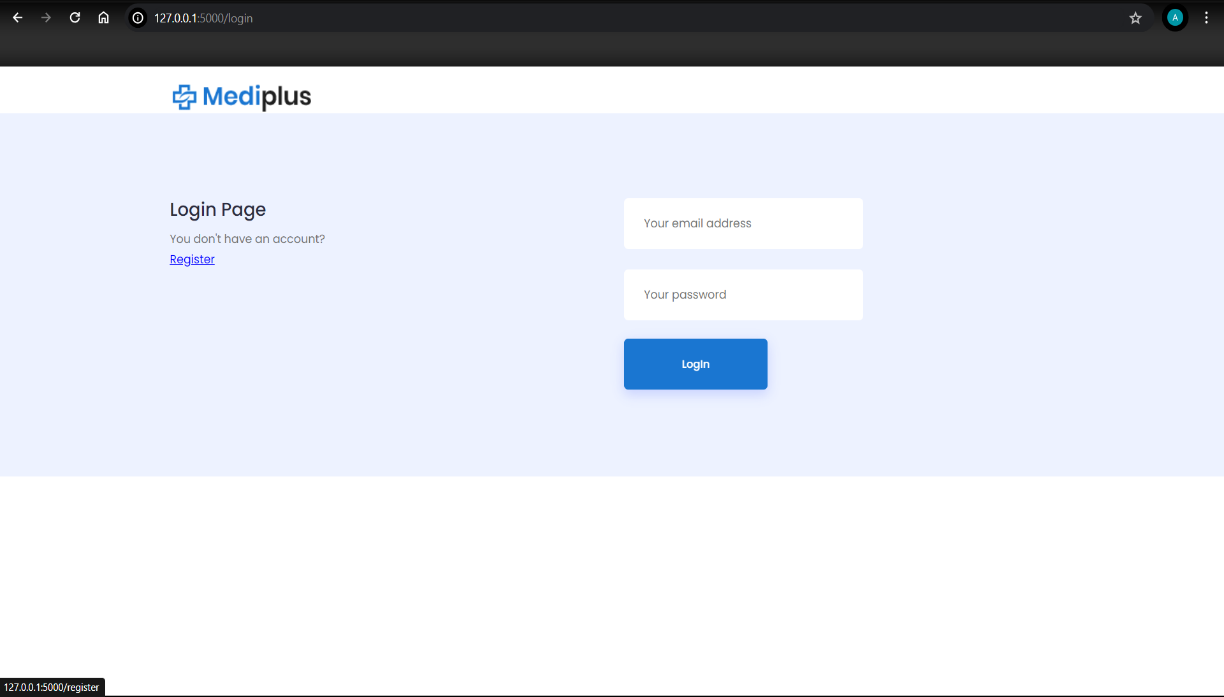 127.0.0.1:5000/login
A
Mediplus
Login Page
You don't have an account?
Register
Your email address
Your password
LogIn
127.0.0.1:5000/register